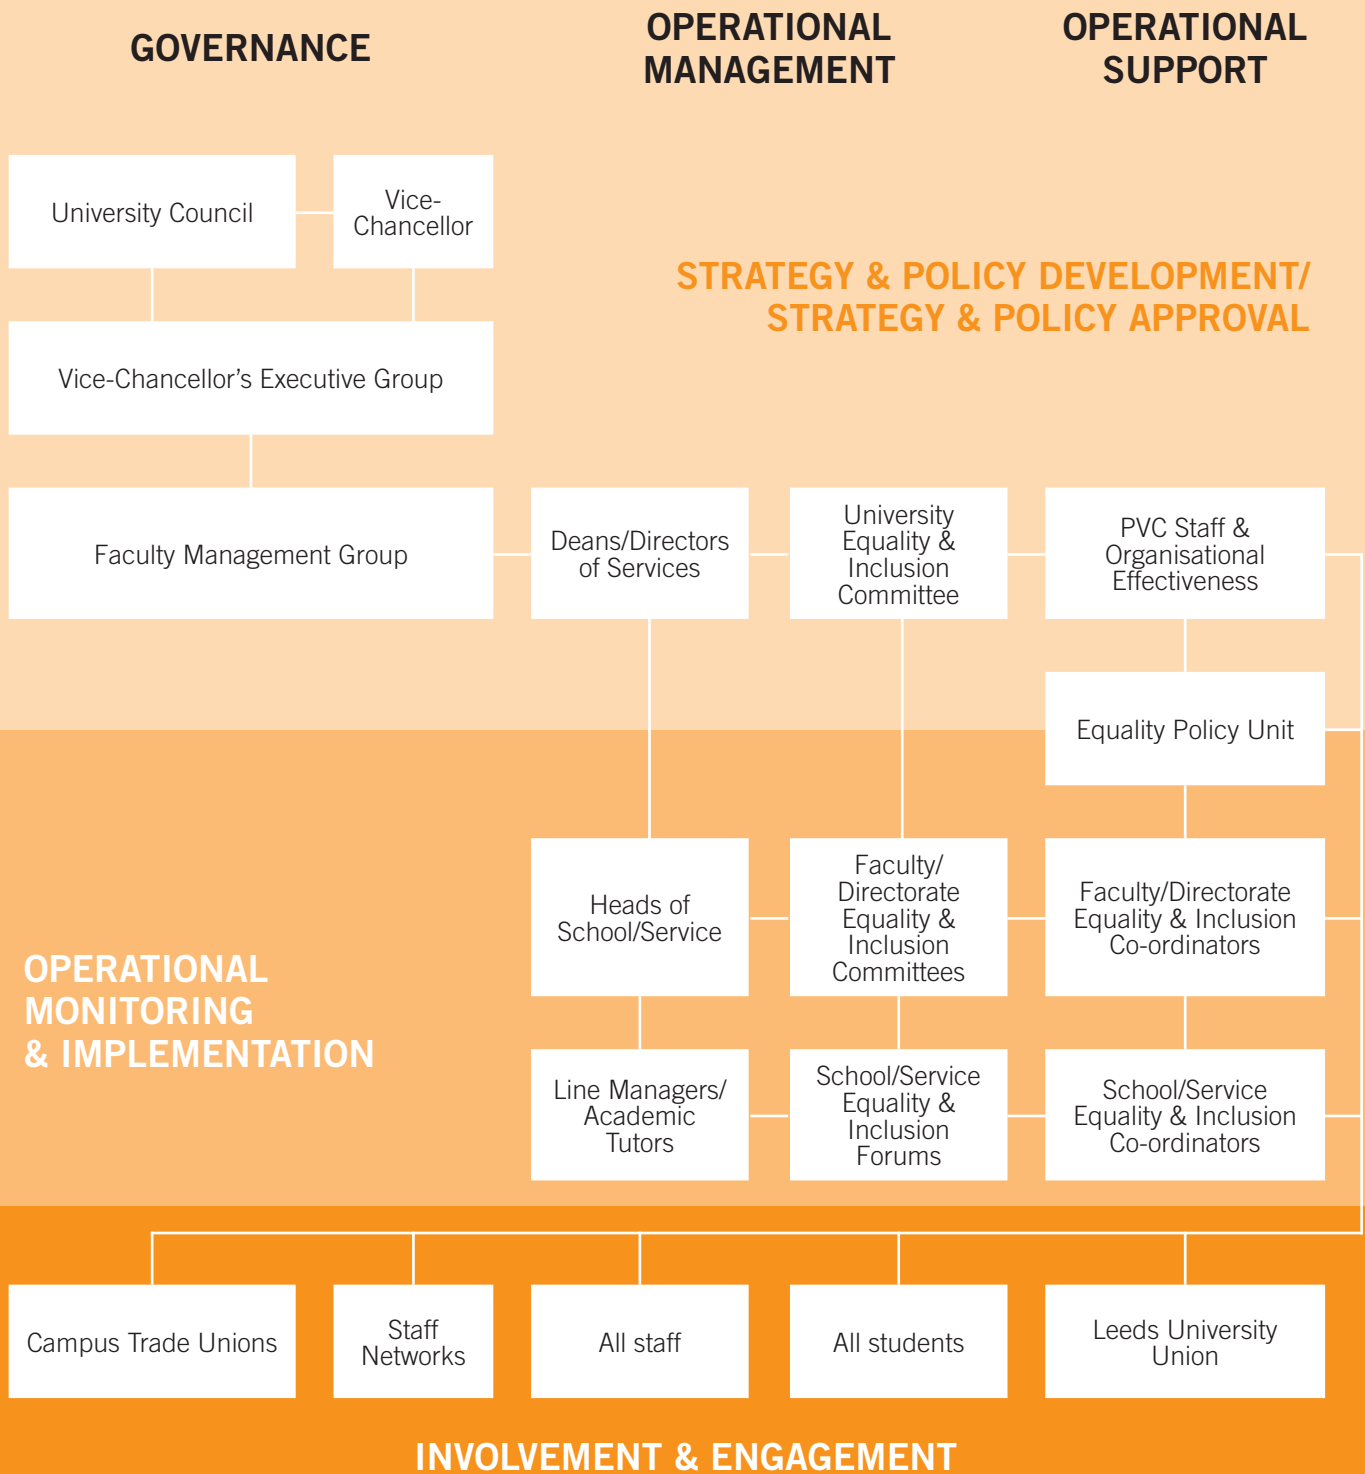 GOVERNANCE
OPERATIONAL
MANAGEMENT
OPERATIONAL
SUPPORT
University Council
Vice-
Chancellor
STRATEGY & POLICY DEVELOPMENT/
STRATEGY & POLICY APPROVAL
Vice-Chancellor’s Executive Group
Faculty Management Group
Deans/Directors
of Services
University
Equality &
Inclusion
Committee
PVC Staff &
Organisational
Effectiveness
Equality Policy Unit
OPERATIONAL
MONITORING
& IMPLEMENTATION
Heads of
School/Service
Faculty/
Directorate
Equality &
Inclusion
Committees
Faculty/Directorate
Equality & Inclusion
Co-ordinators
Line Managers/
Academic
Tutors
School/Service
Equality &
Inclusion
Forums
School/Service
Equality & Inclusion
Co-ordinators
Campus Trade Unions
Staff
Networks
All staff
All students
Leeds University
Union
INVOLVEMENT & ENGAGEMENT